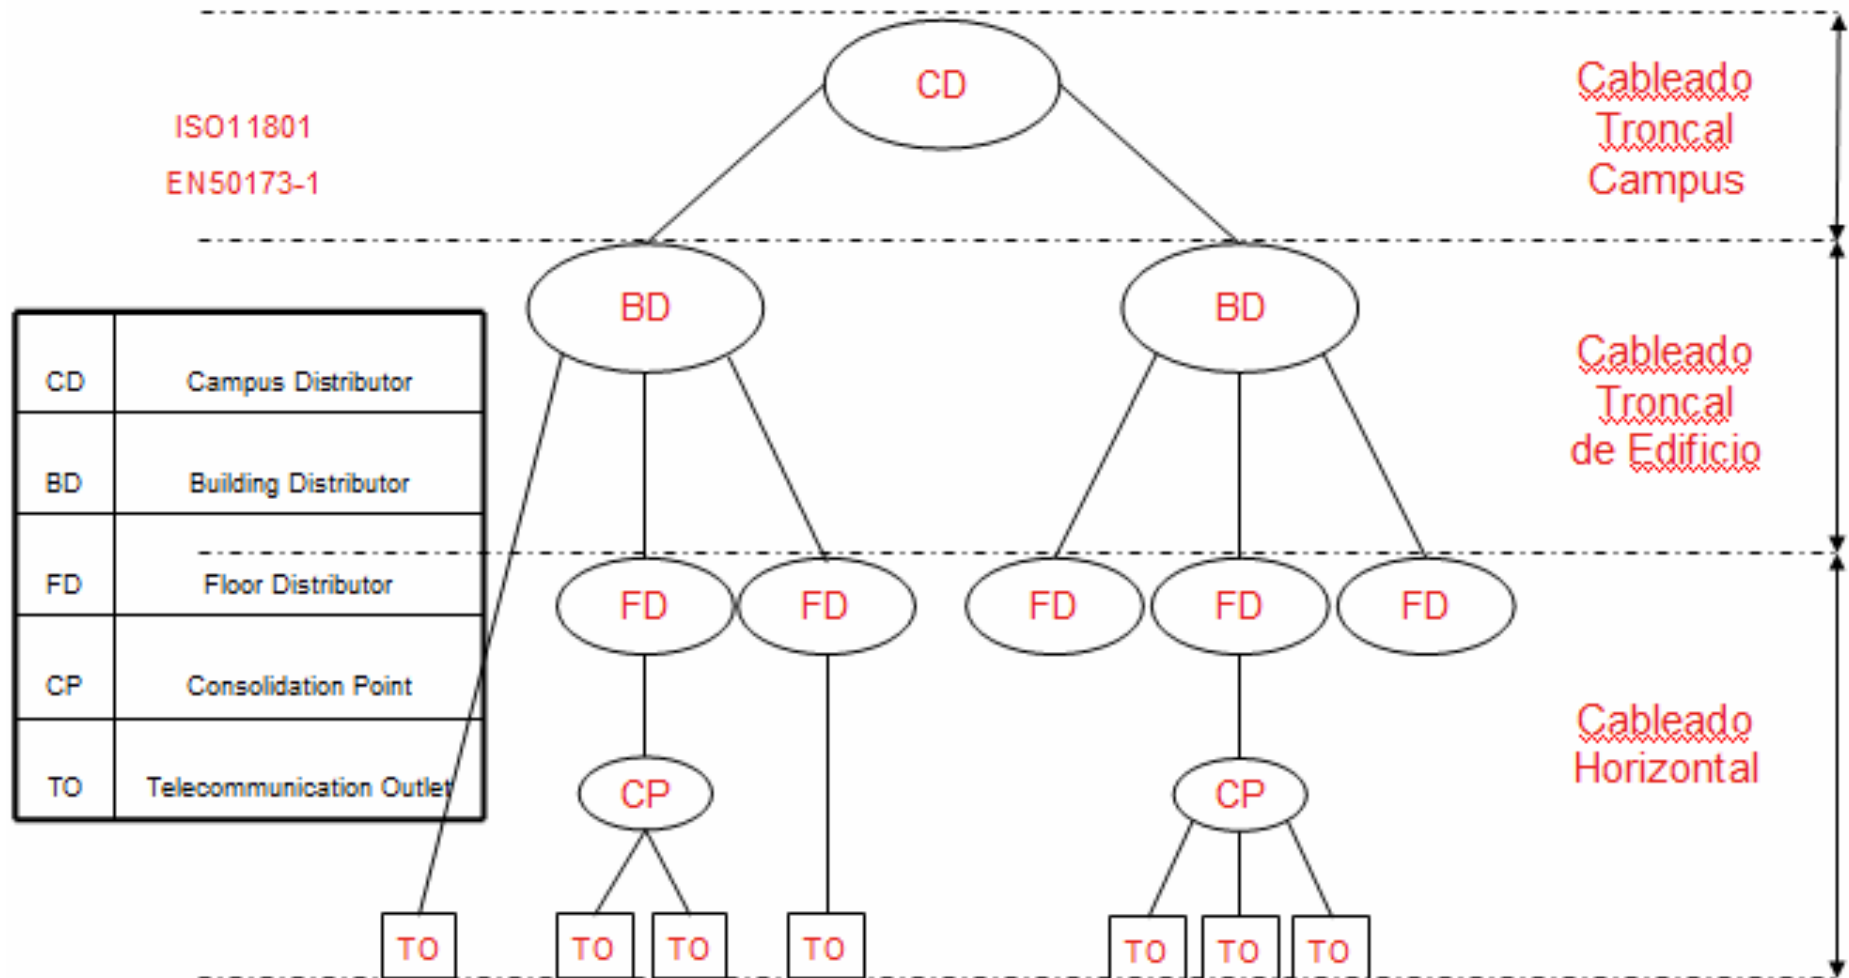 CD
Cableado
Troncal
Campus
ISO11801
EN50173-1
BD
BD
Cableado
Troncal
de Edificio
CD Campus Distributor
BD Building Distributor
FD Floor Distributor
CP Consolidation Point
TO Telecommunication Outlet
FD FD FD FD FD
Cableado
Horizontal
CP CP
TO TO TO TO TO TO TO